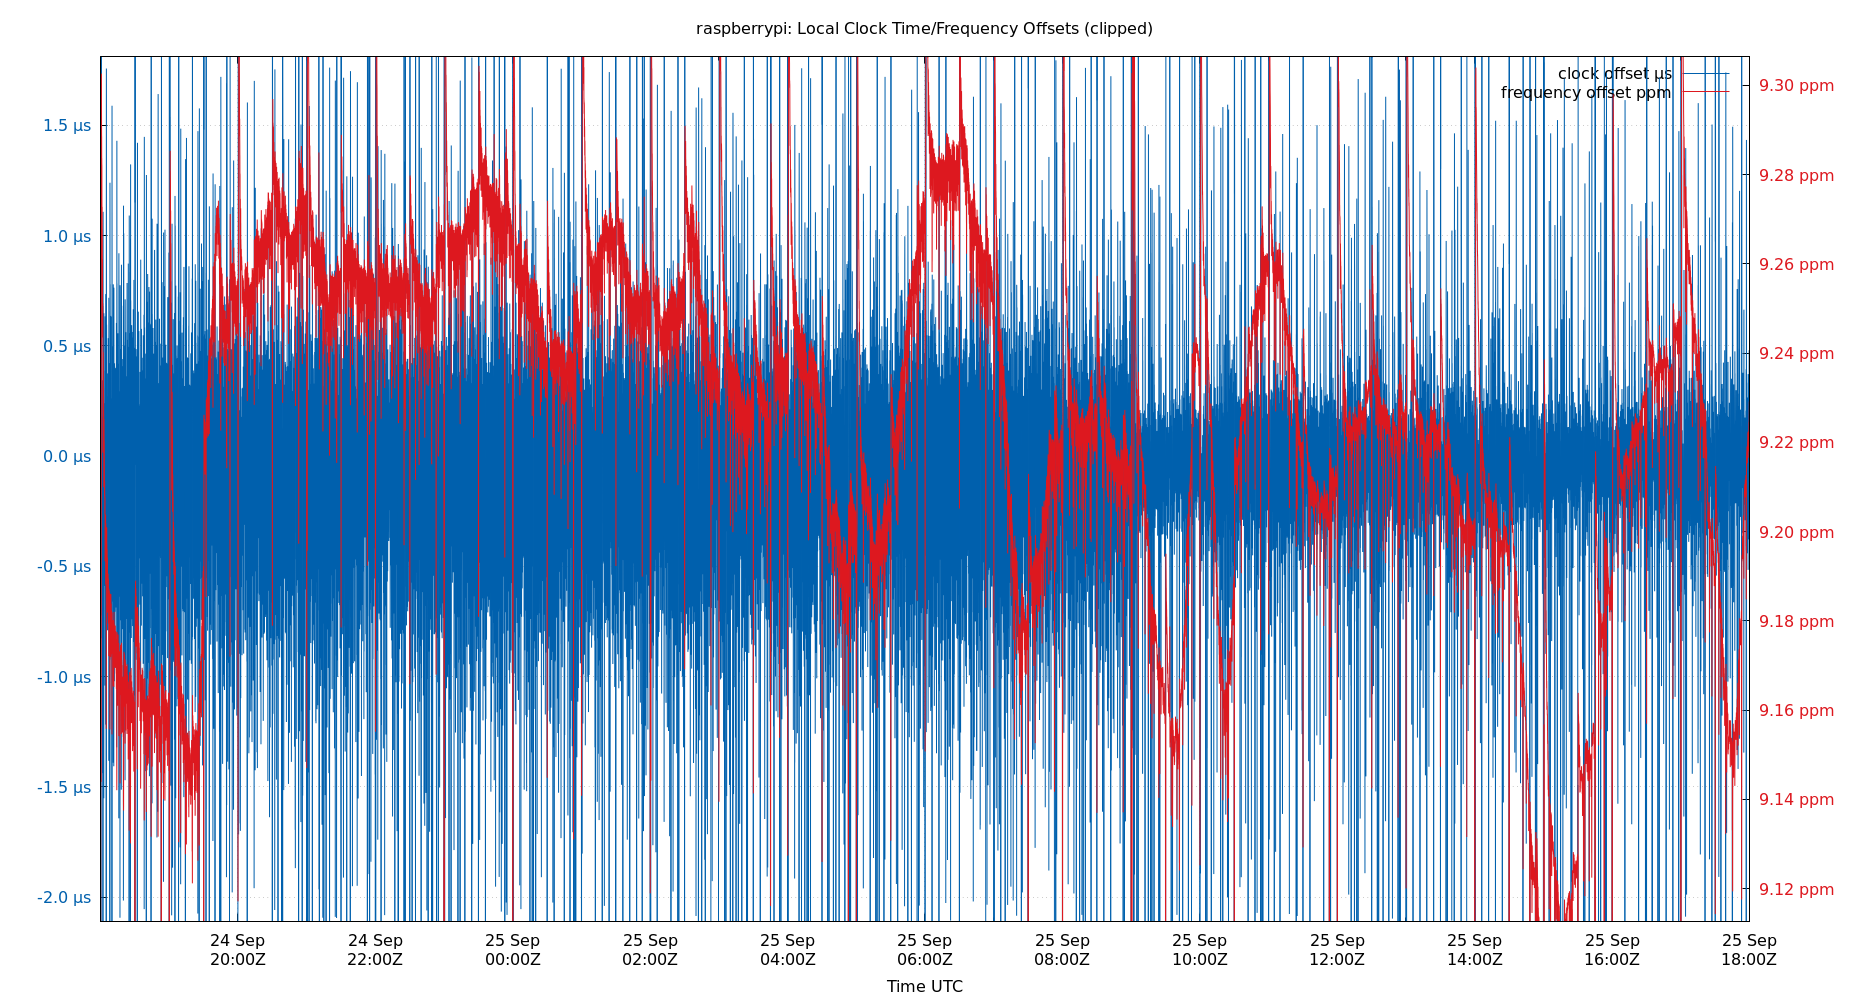 raspberrypi: Local Clock Time/Frequency Offsets (clipped)
clock offset µs
frequency offset ppm
1.5 µs
1.0 µs
0.5 µs
0.0 µs
-0.5 µs
-1.0 µs
-1.5 µs
-2.0 µs
9.30 ppm
9.28 ppm
9.26 ppm
9.24 ppm
9.22 ppm
9.20 ppm
9.18 ppm
9.16 ppm
9.14 ppm
9.12 ppm
24 Sep 24 Sep 25 Sep 25 Sep 25 Sep 25 Sep 25 Sep 25 Sep 25 Sep 25 Sep 25 Sep 25 Sep
20:00Z 22:00Z 00:00Z 02:00Z 04:00Z 06:00Z 08:00Z 10:00Z 12:00Z 14:00Z 16:00Z 18:00Z
Time UTC